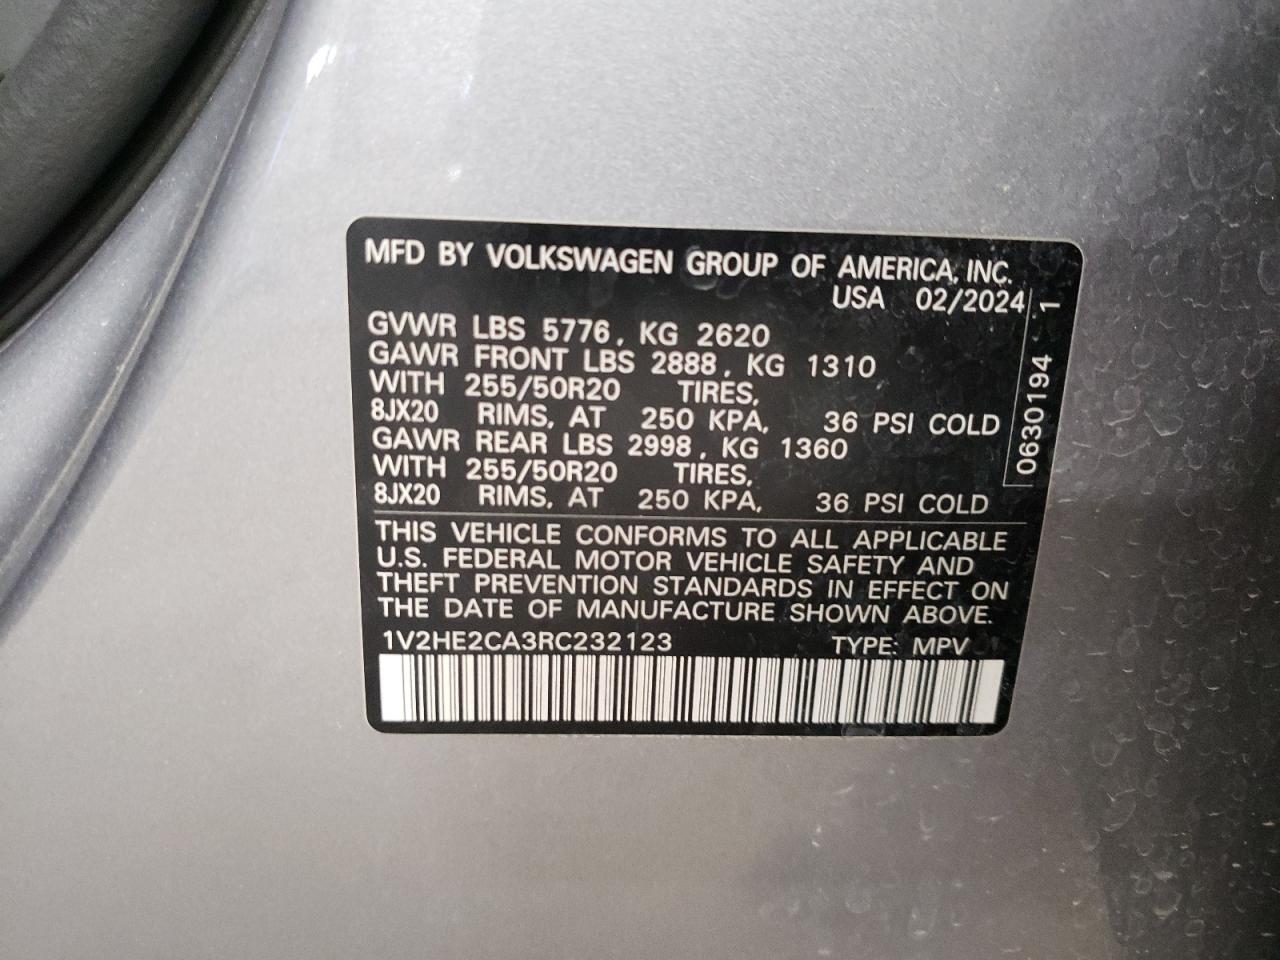 MFD BY VOLKSWAGEN GROUP OF AMERICA, INC.
USA 02/2024
GVWR LBS 5776, KG 2620
GAWR FRONT LBS 2888, KG 1310
WITH 255/50R20 TIRES,
8JX20 RIMS, AT 250 KPA, 36 PSI COLD
GAWR REAR LBS 2998, KG 1360
WITH 255/50R20 TIRES,
8JX20 RIMS, AT 250 KPA, 36 PSI COLD
0630194 1
THIS VEHICLE CONFORMS TO ALL APPLICABLE
U.S. FEDERAL MOTOR VEHICLE SAFETY AND
THEFT PREVENTION STANDARDS IN EFFECT ON
THE DATE OF MANUFACTURE SHOWN ABOVE.
1V2HE2CA3RC232123 TYPE: MPV